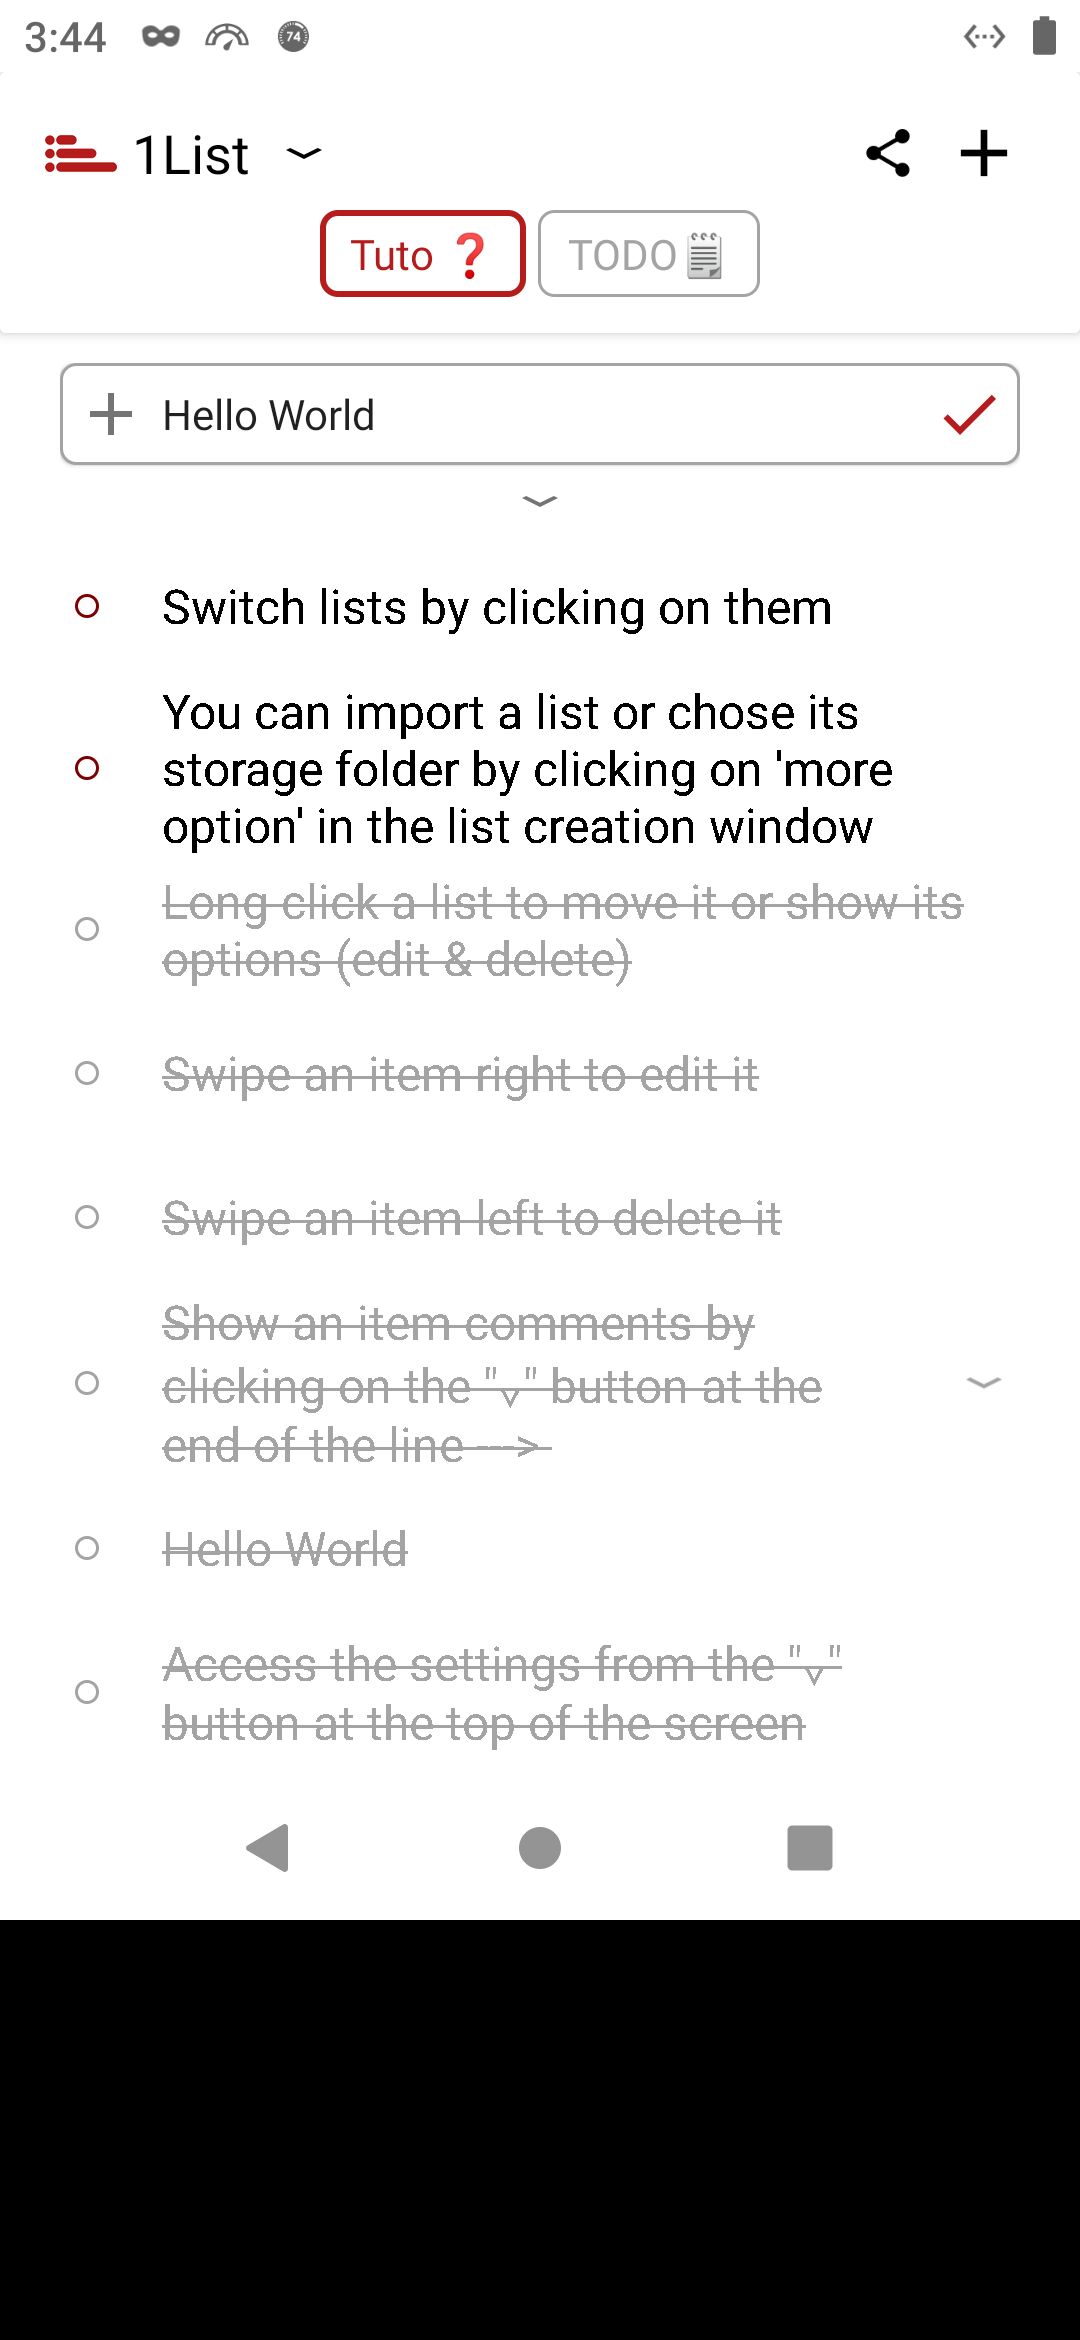 3:44
74
1List
Tuto ❓
TODO
Hello World
Switch lists by clicking on them
You can import a list or chose its
storage folder by clicking on 'more
option' in the list creation window
Long click a list to move it or show its
options (edit & delete)
Swipe an item right to edit it
Swipe an item left to delete it
Show an item comments by
clicking on the "⌄" button at the
end of the line --->
Hello World
Access the settings from the "⌄"
button at the top of the screen